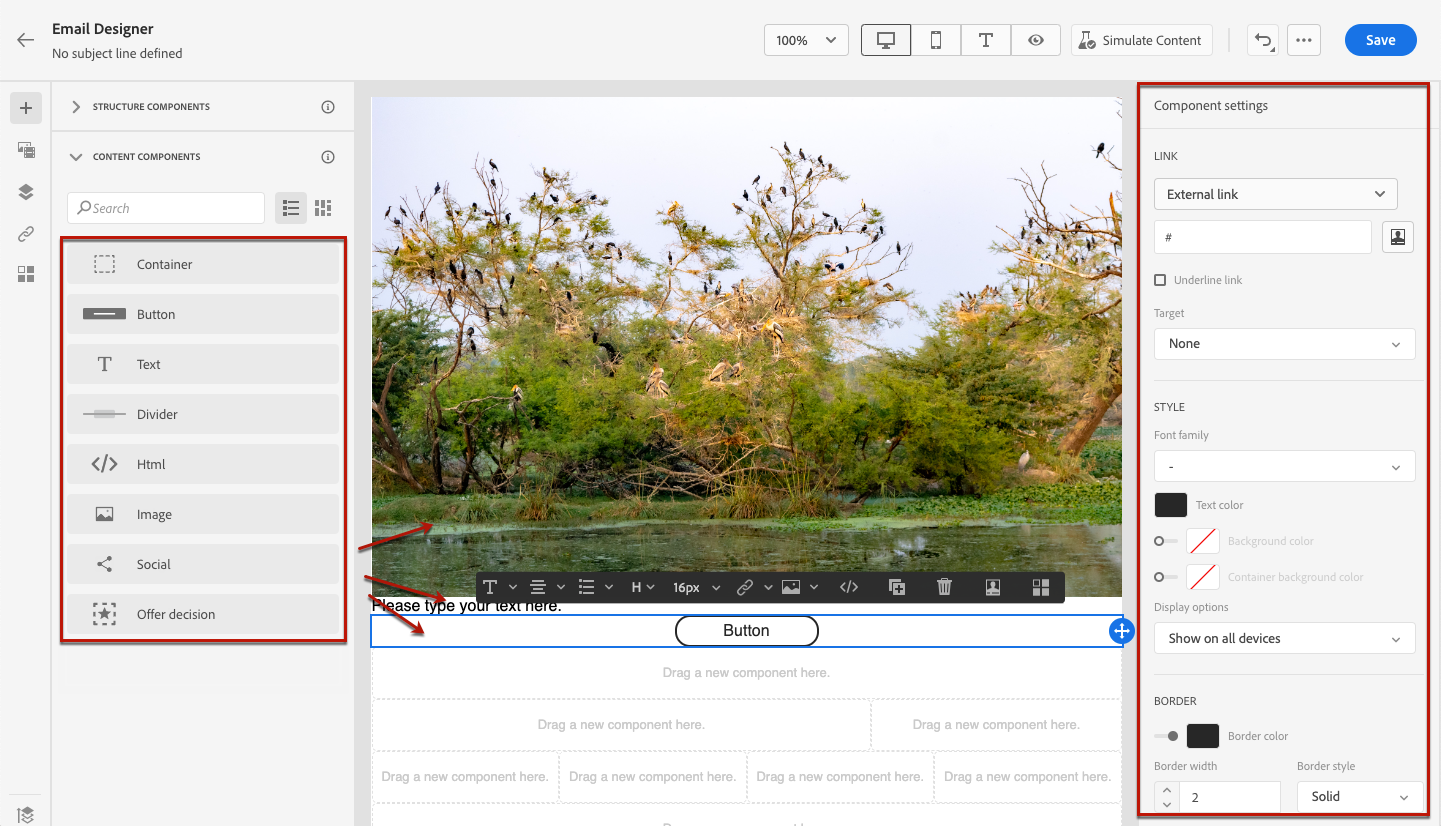 Email Designer
No subject line defined
100%
Simulate Content
Save
STRUCTURE COMPONENTS
CONTENT COMPONENTS
Search
Container
Button
Text
Divider
Html
Image
Social
Offer decision
H
16px
Please type your text here.
Button
Drag a new component here.
Drag a new component here.
Drag a new component here.
Drag a new component here.
Drag a new component here.
Drag a new component here.
Drag a new component here.
Component settings
LINK
External link
#
Underline link
Target
None
STYLE
Font family
-
Text color
Background color
Container background color
Display options
Show on all devices
BORDER
Border color
Border width
Border style
2
Solid